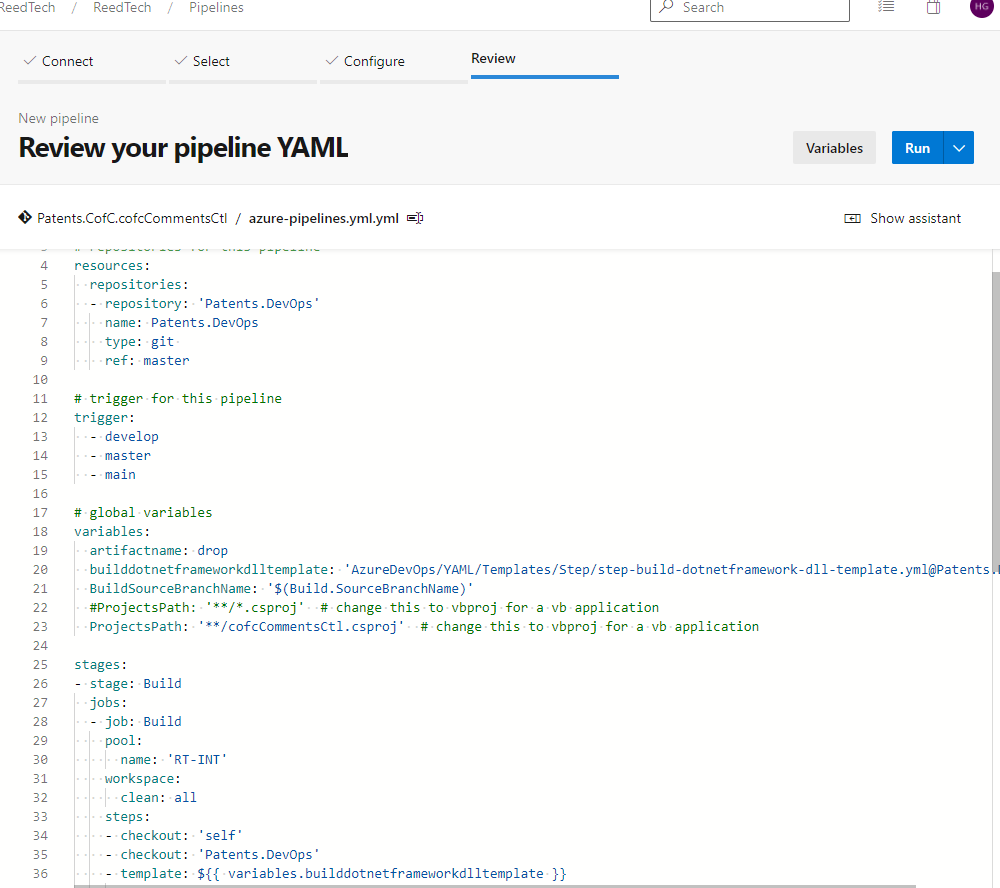 ReedTech / ReedTech / Pipelines Search HG
Connect Select Configure Review
New pipeline
Review your pipeline YAML
Variables Run
Patents.CofC.cofcCommentsCtl / azure-pipelines.yml.yml Show assistant
3 # repositories for this pipeline
4 resources:
5 repositories:
6 - repository: 'Patents.DevOps'
7 name: Patents.DevOps
8 type: git
9 ref: master
10
11 # trigger for this pipeline
12 trigger:
13 - develop
14 - master
15 - main
16
17 # global variables
18 variables:
19 artifactname: drop
20 builddotnetframeworkdlltemplate: 'AzureDevOps/YAML/Templates/Step/step-build-dotnetframework-dll-template.yml@Patents.
21 BuildSourceBranchName: '$(Build.SourceBranchName)'
22 #ProjectsPath: '**/*.csproj' # change this to vbproj for a vb application
23 ProjectsPath: '**/cofcCommentsCtl.csproj' # change this to vbproj for a vb application
24
25 stages:
26 - stage: Build
27 jobs:
28 - job: Build
29 pool:
30 name: 'RT-INT'
31 workspace:
32 clean: all
33 steps:
34 - checkout: 'self'
35 - checkout: 'Patents.DevOps'
36 - template: ${{ variables.builddotnetframeworkdlltemplate }}